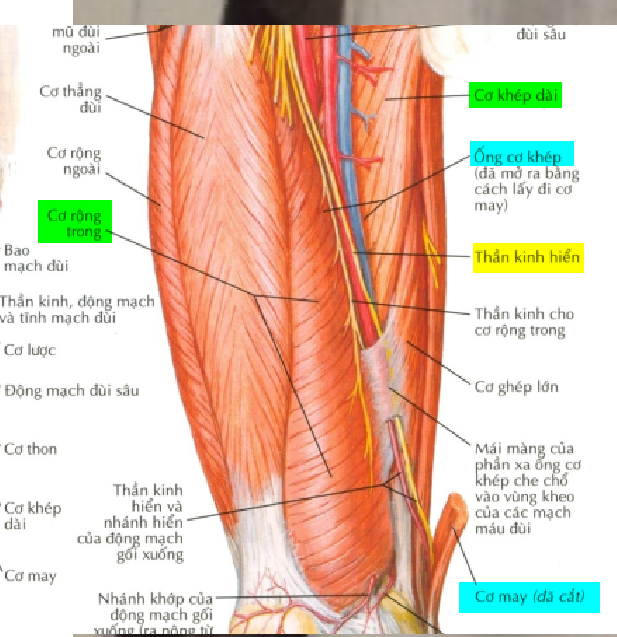 mũ đùi
ngoài
Cơ thẳng
đùi
Cơ rộng
ngoài
Cơ rộng
trong
Bao
mạch đùi
Thần kinh, động mạch
và tĩnh mạch đùi
Cơ lược
Động mạch đùi sâu
Cơ thon
Cơ khép
dài
Cơ may
Thần kinh
hiển và
nhánh hiển
của động mạch
gối xuống
Nhánh khớp của
động mạch gối
xuống (ra nông từ
đùi sâu
Cơ khép dài
Ống cơ khép
(đã mở ra bằng
cách lấy đi cơ
may)
Thần kinh hiển
Thần kinh cho
cơ rộng trong
Cơ ghép lớn
Mái màng của
phần xa ống cơ
khép che chỗ
vào vùng kheo
của các mạch
máu đùi
Cơ may (đã cắt)